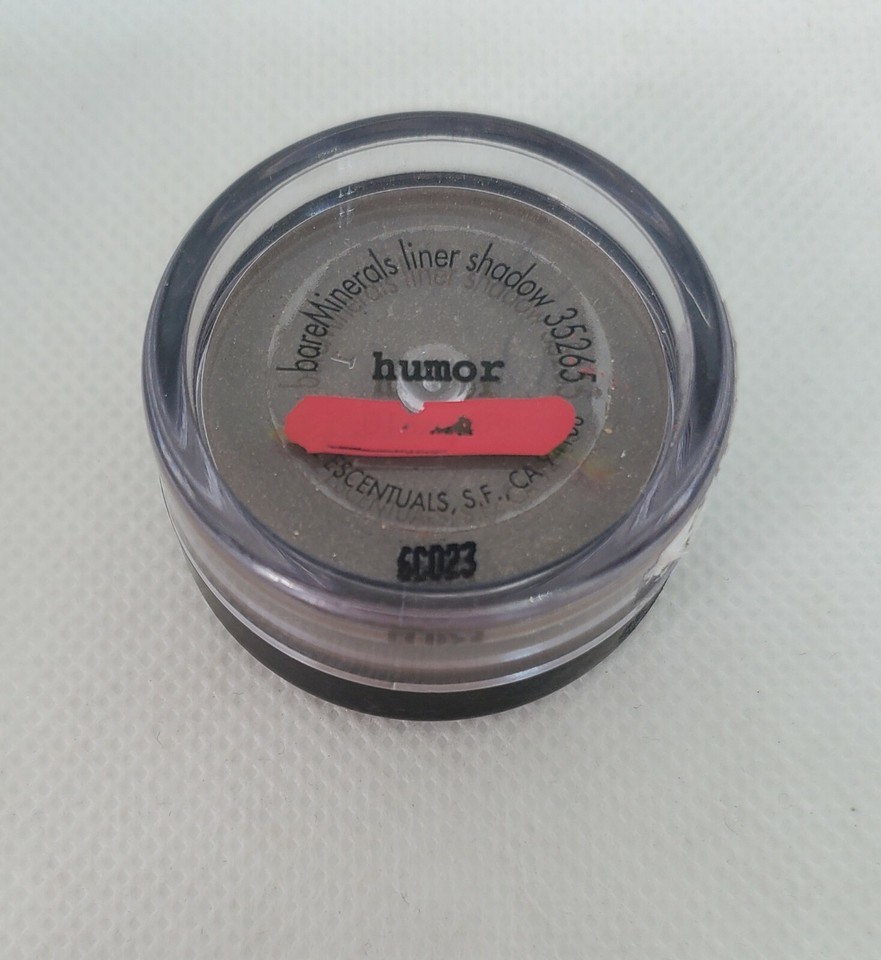 bareMinerals liner shadow 35265
humor
ESCENTUALS, S.F., CA
6C023